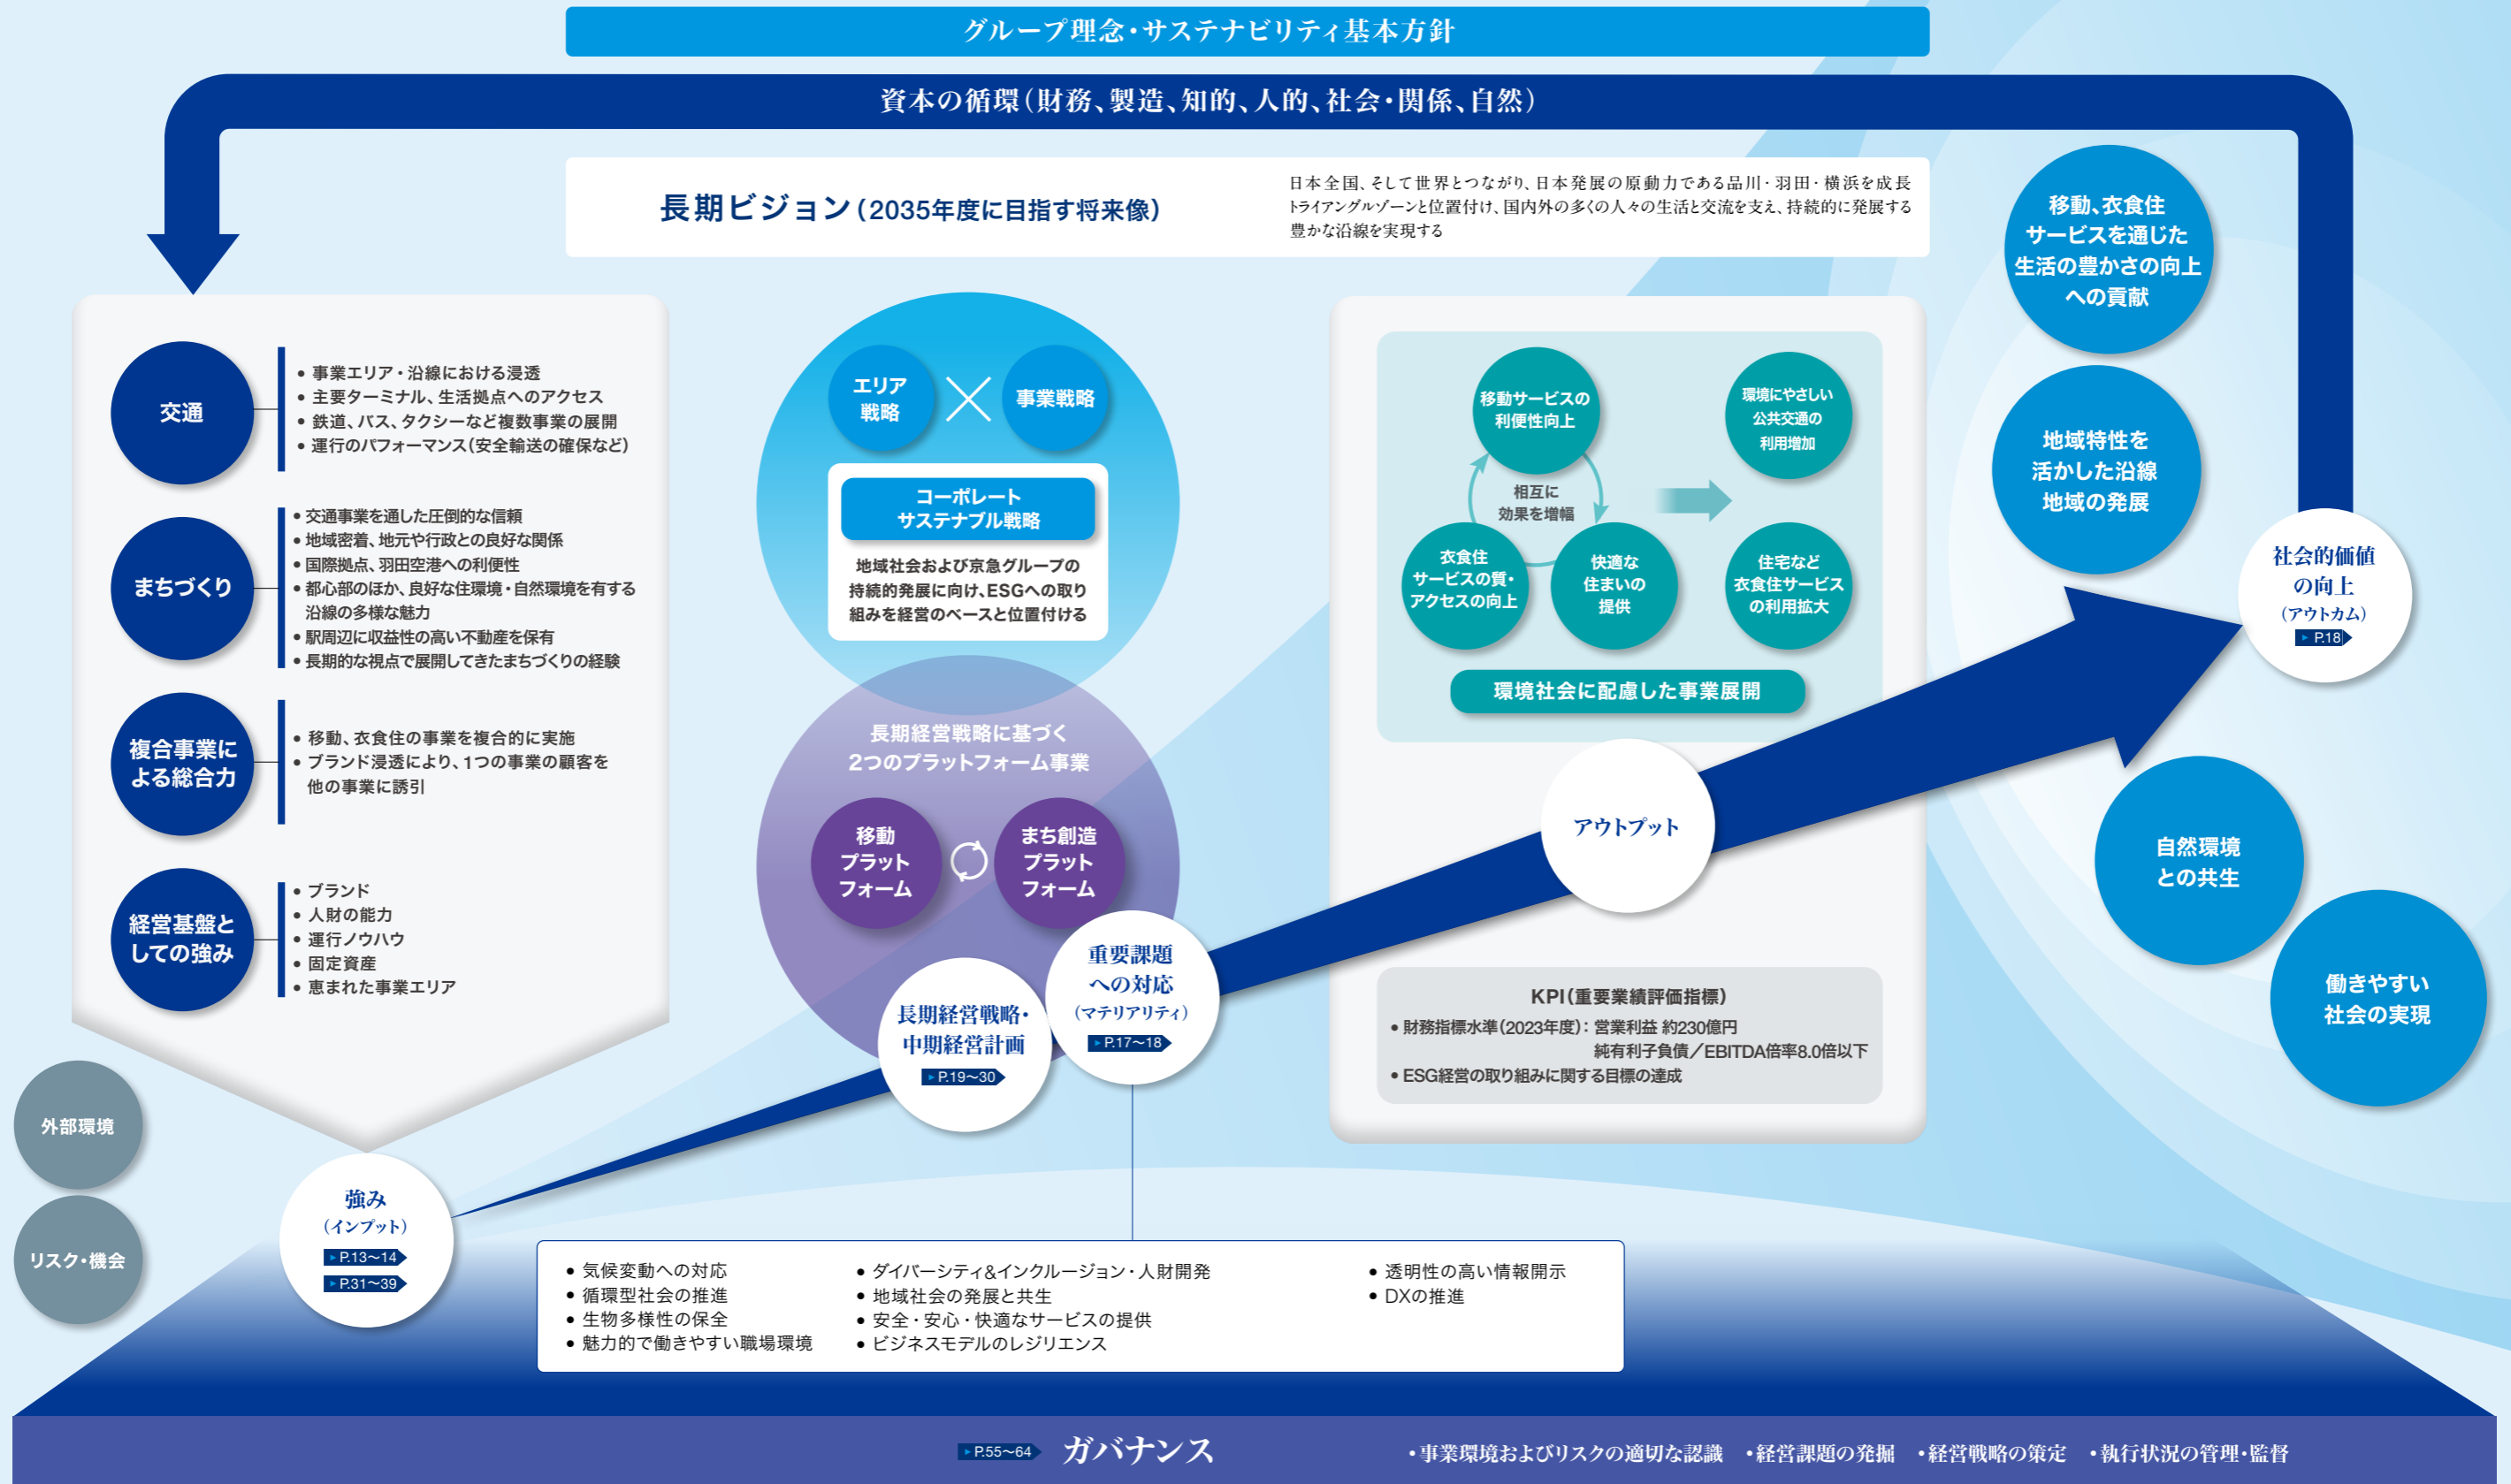 グループ理念・サステナビリティ基本方針
資本の循環（財務、製造、知的、人的、社会・関係、自然）
長期ビジョン（2035年度に目指す将来像）
日本全国、そして世界とつながり、日本発展の原動力である品川・羽田・横浜を成長
トライアングルゾーンと位置付け、国内外の多くの人々の生活と交流を支え、持続的に発展する
豊かな沿線を実現する
交通
• 事業エリア・沿線における浸透
• 主要ターミナル、生活拠点へのアクセス
• 鉄道、バス、タクシーなど複数事業の展開
• 運行のパフォーマンス（安全輸送の確保など）
まちづくり
• 交通事業を通した圧倒的な信頼
• 地域密着、地元や行政との良好な関係
• 国際拠点、羽田空港への利便性
• 都心部のほか、良好な住環境・自然環境を有する
沿線の多様な魅力
• 駅周辺に収益性の高い不動産を保有
• 長期的な視点で展開してきたまちづくりの経験
複合事業に
よる総合力
• 移動、衣食住の事業を複合的に実施
• ブランド浸透により、1つの事業の顧客を
他の事業に誘引
経営基盤と
しての強み
• ブランド
• 人財の能力
• 運行ノウハウ
• 固定資産
• 恵まれた事業エリア
外部環境
リスク・機会
強み
（インプット）
P.13〜14
P.31〜39
エリア
戦略
事業戦略
コーポレート
サステナブル戦略
地域社会および京急グループの
持続的発展に向け、ESGへの取り
組みを経営のベースと位置付ける
長期経営戦略に基づく
2つのプラットフォーム事業
移動
プラット
フォーム
まち創造
プラット
フォーム
長期経営戦略・
中期経営計画
P.19〜30
重要課題
への対応
（マテリアリティ）
P.17〜18
• 気候変動への対応
• 循環型社会の推進
• 生物多様性の保全
• 魅力的で働きやすい職場環境
• ダイバーシティ&インクルージョン・人財開発
• 地域社会の発展と共生
• 安全・安心・快適なサービスの提供
• ビジネスモデルのレジリエンス
• 透明性の高い情報開示
• DXの推進
移動サービスの
利便性向上
相互に
効果を増幅
衣食住
サービスの質・
アクセスの向上
快適な
住まいの
提供
環境にやさしい
公共交通の
利用増加
住宅など
衣食住サービス
の利用拡大
環境社会に配慮した事業展開
アウトプット
KPI（重要業績評価指標）
• 財務指標水準（2023年度）：営業利益 約230億円
純有利子負債／EBITDA倍率8.0倍以下
• ESG経営の取り組みに関する目標の達成
移動、衣食住
サービスを通じた
生活の豊かさの向上
への貢献
地域特性を
活かした沿線
地域の発展
社会的価値
の向上
（アウトカム）
P.18
自然環境
との共生
働きやすい
社会の実現
P.55〜64 ガバナンス
・事業環境およびリスクの適切な認識 ・経営課題の発掘 ・経営戦略の策定 ・執行状況の管理・監督